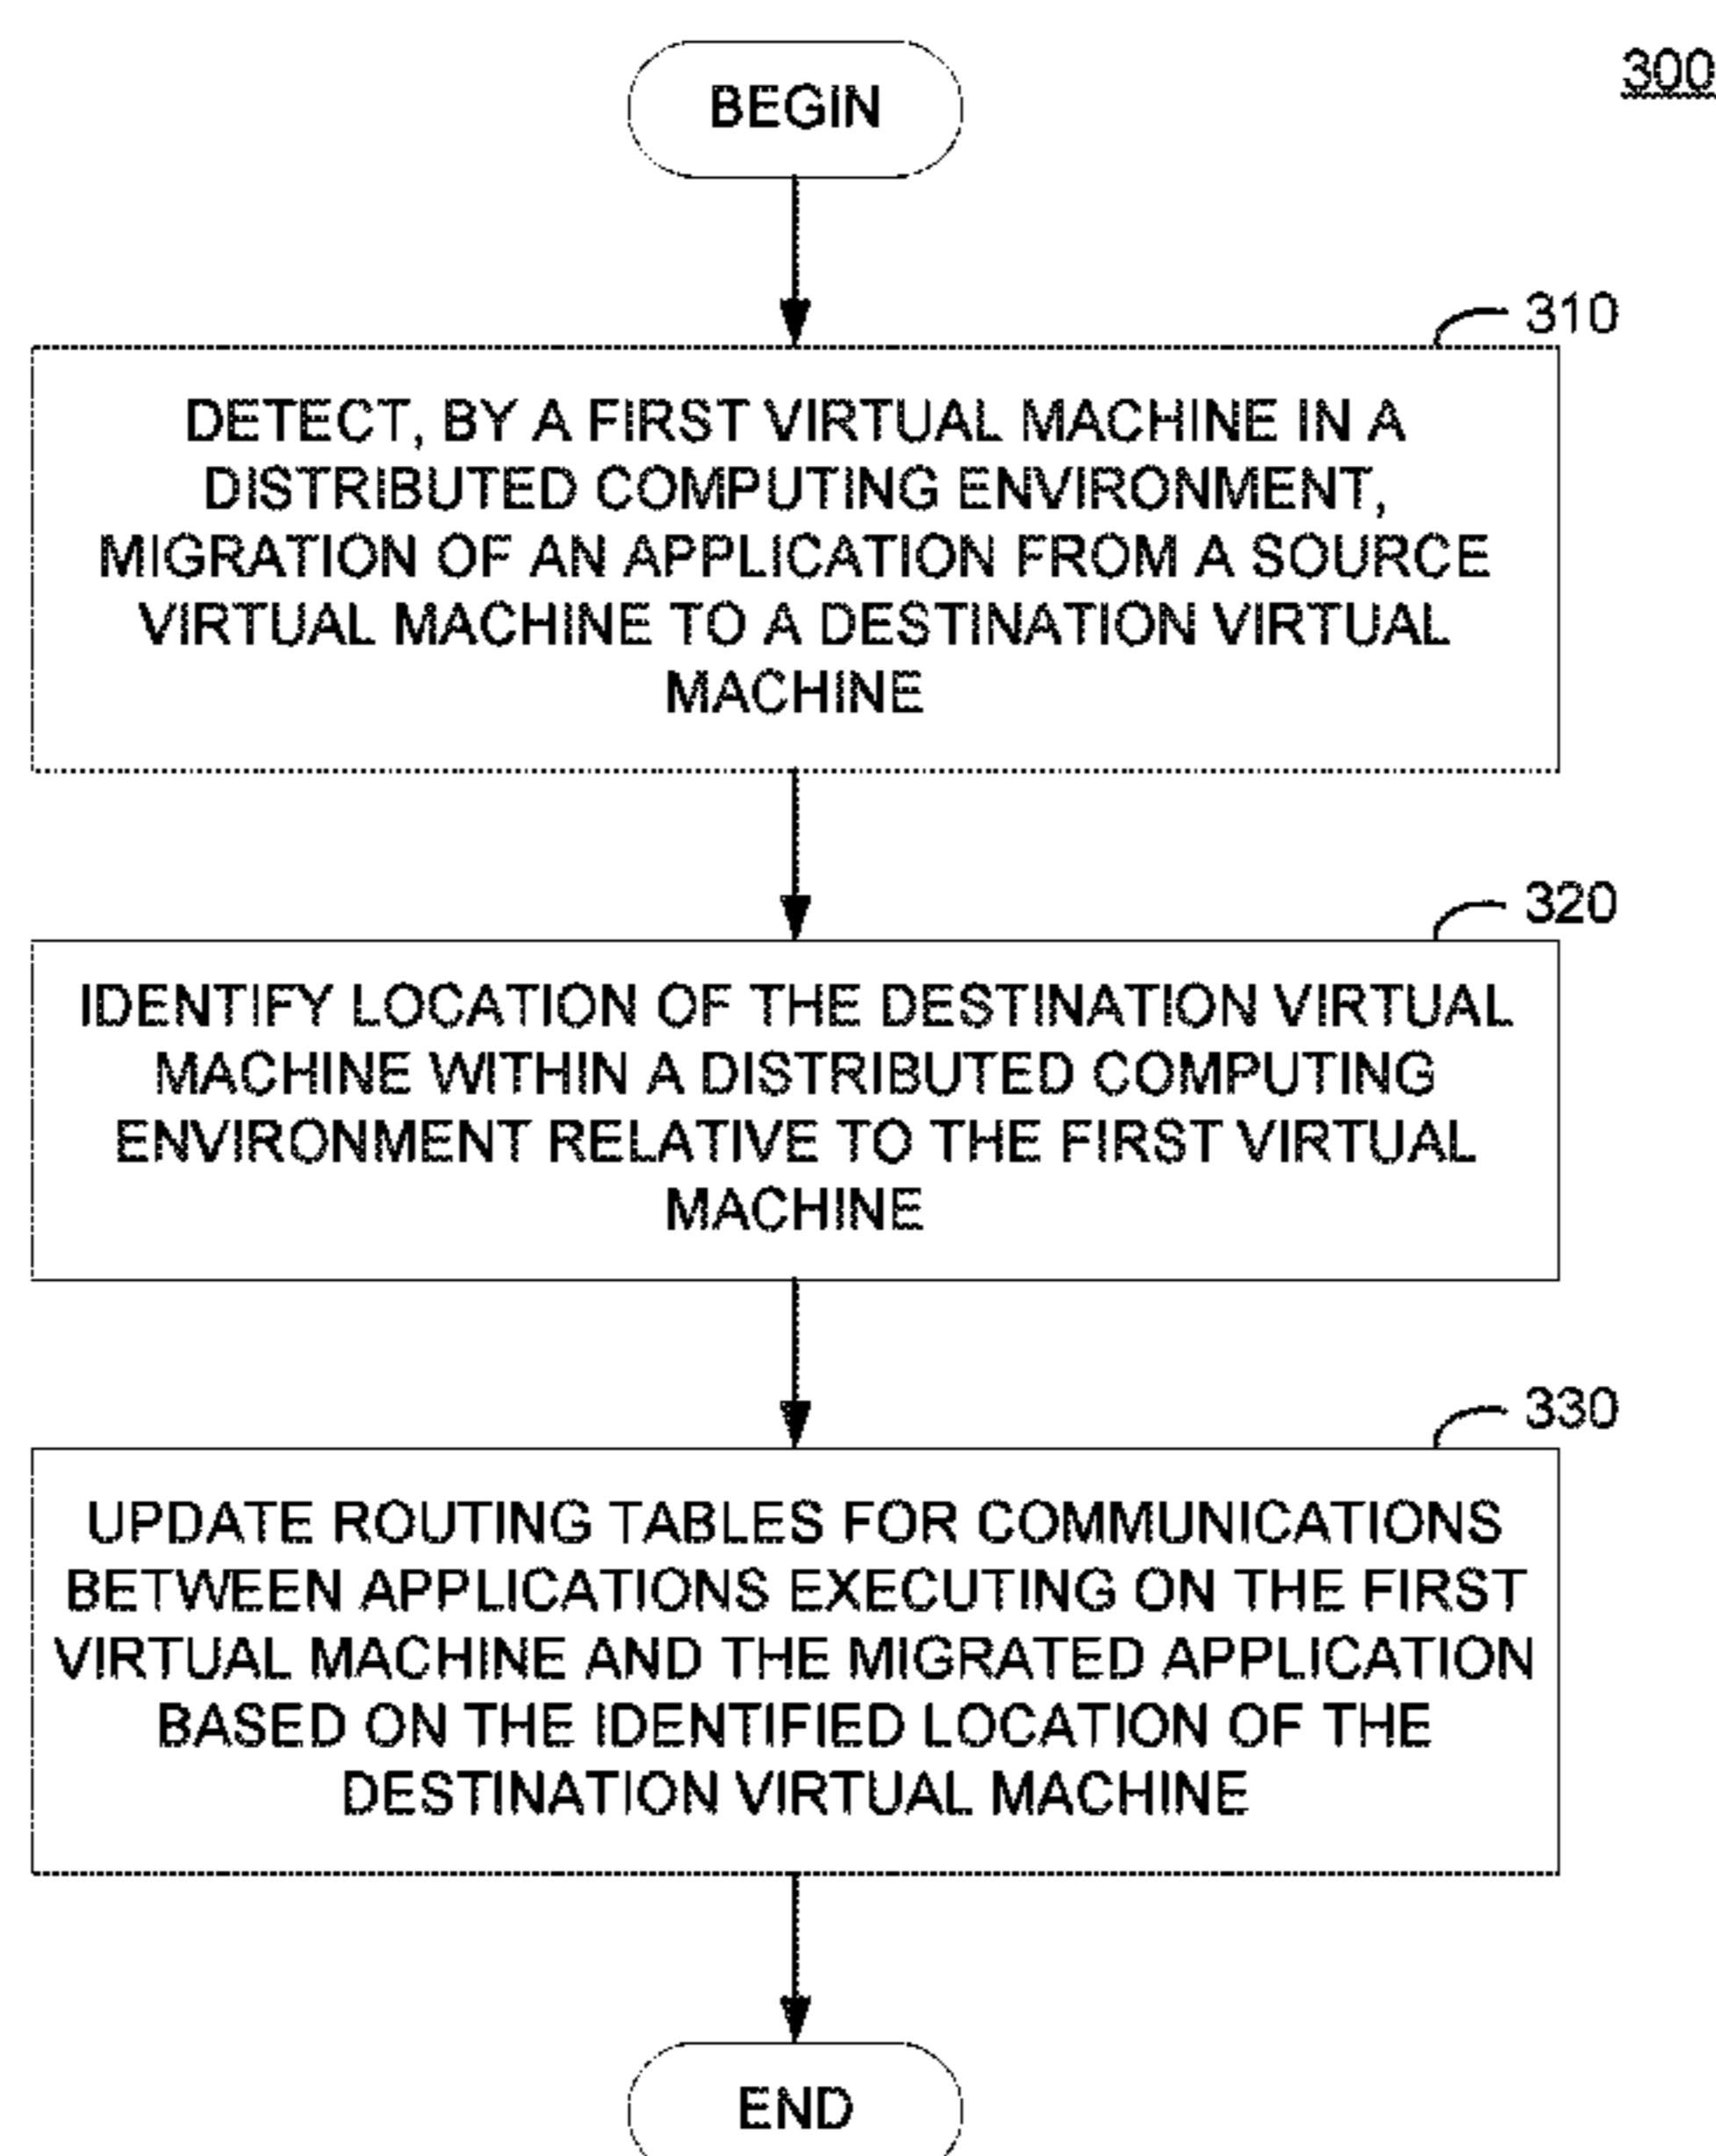 BEGIN
300
310
DETECT, BY A FIRST VIRTUAL MACHINE IN A
DISTRIBUTED COMPUTING ENVIRONMENT,
MIGRATION OF AN APPLICATION FROM A SOURCE
VIRTUAL MACHINE TO A DESTINATION VIRTUAL
MACHINE
320
IDENTIFY LOCATION OF THE DESTINATION VIRTUAL
MACHINE WITHIN A DISTRIBUTED COMPUTING
ENVIRONMENT RELATIVE TO THE FIRST VIRTUAL
MACHINE
330
UPDATE ROUTING TABLES FOR COMMUNICATIONS
BETWEEN APPLICATIONS EXECUTING ON THE FIRST
VIRTUAL MACHINE AND THE MIGRATED APPLICATION
BASED ON THE IDENTIFIED LOCATION OF THE
DESTINATION VIRTUAL MACHINE
END